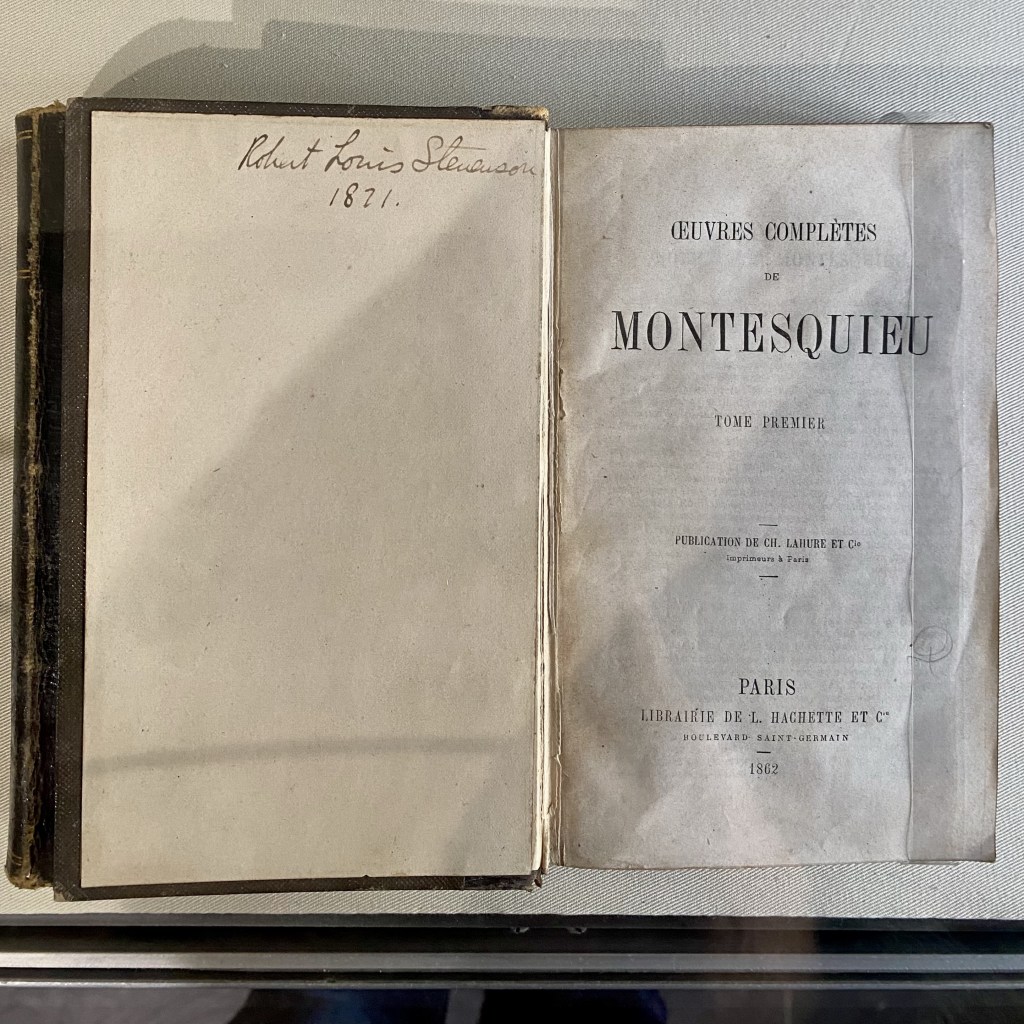 Robert Louis Stevenson
1871.
ŒUVRES COMPLÈTES
DE
MONTESQUIEU
TOME PREMIER
PUBLICATION DE CH. LAHURE ET Cie
Imprimeurs à Paris
PARIS
LIBRAIRIE DE L. HACHETTE ET Cie
BOULEVARD SAINT-GERMAIN
1862